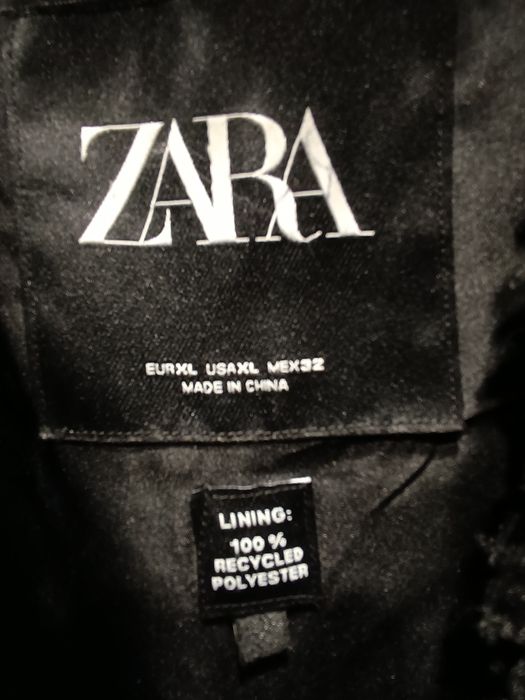 ZARA
EURXL USAXL MEX32
MADE IN CHINA
LINING:
100 %
RECYCLED
POLYESTER